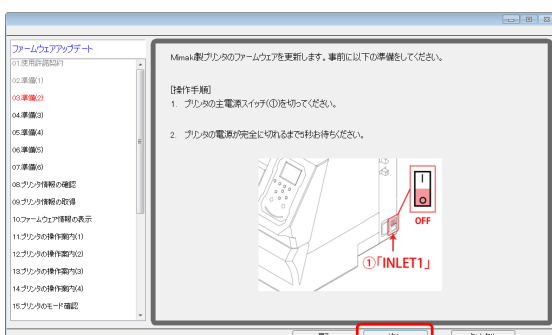 ファームウェアアップデート
01.使用許諾契約
02.準備(1)
03.準備(2)
04.準備(3)
05.準備(4)
06.準備(5)
07.準備(6)
08.プリンタ情報の確認
09.プリンタ情報の取得
10.ファームウェア情報の表示
11.プリンタの操作案内(1)
12.プリンタの操作案内(2)
13.プリンタの操作案内(3)
14.プリンタの操作案内(4)
15.プリンタのモード確認
Mimaki製プリンタのファームウェアを更新します。事前に以下の準備をしてください。
[操作手順]
1. プリンタの主電源スイッチ(①)を切ってください。
2. プリンタの電源が完全に切れるまで5秒お待ちください。
OFF
①「INLET1」